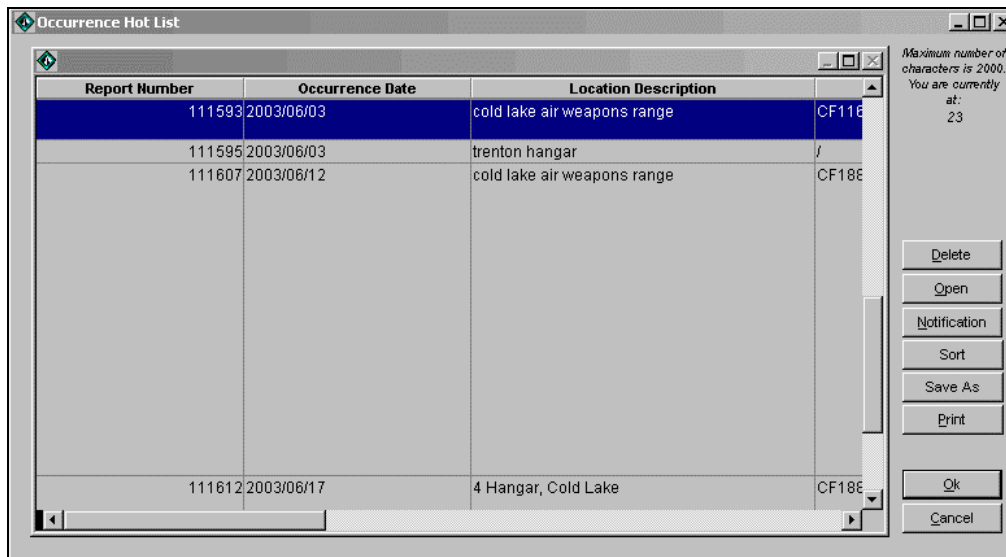 Occurrence Hot List
Maximum number of
characters is 2000.
You are currently
at:
23
Report Number Occurrence Date Location Description
111593 2003/06/03 cold lake air weapons range CF116
111595 2003/06/03 trenton hangar /
111607 2003/06/12 cold lake air weapons range CF188
111612 2003/06/17 4 Hangar, Cold Lake CF188
Delete
Open
Notification
Sort
Save As
Print
Ok
Cancel